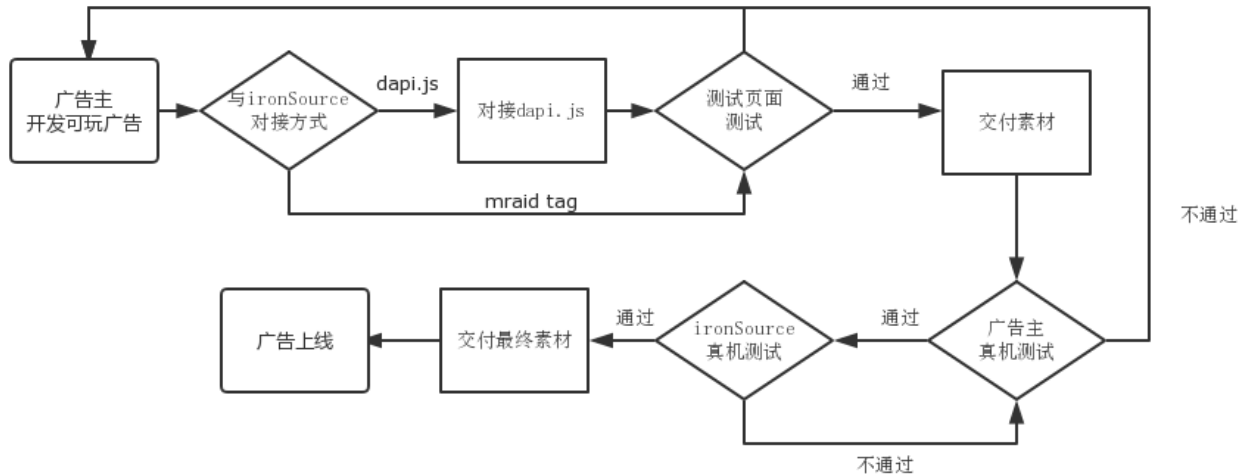 广告主
开发可玩广告
与ironSource
对接方式
dapi.js
对接dapi.js
测试页面
测试
通过
交付素材
mraid tag
不通过
广告上线
交付最终素材
通过
ironSource
真机测试
通过
广告主
真机测试
不通过